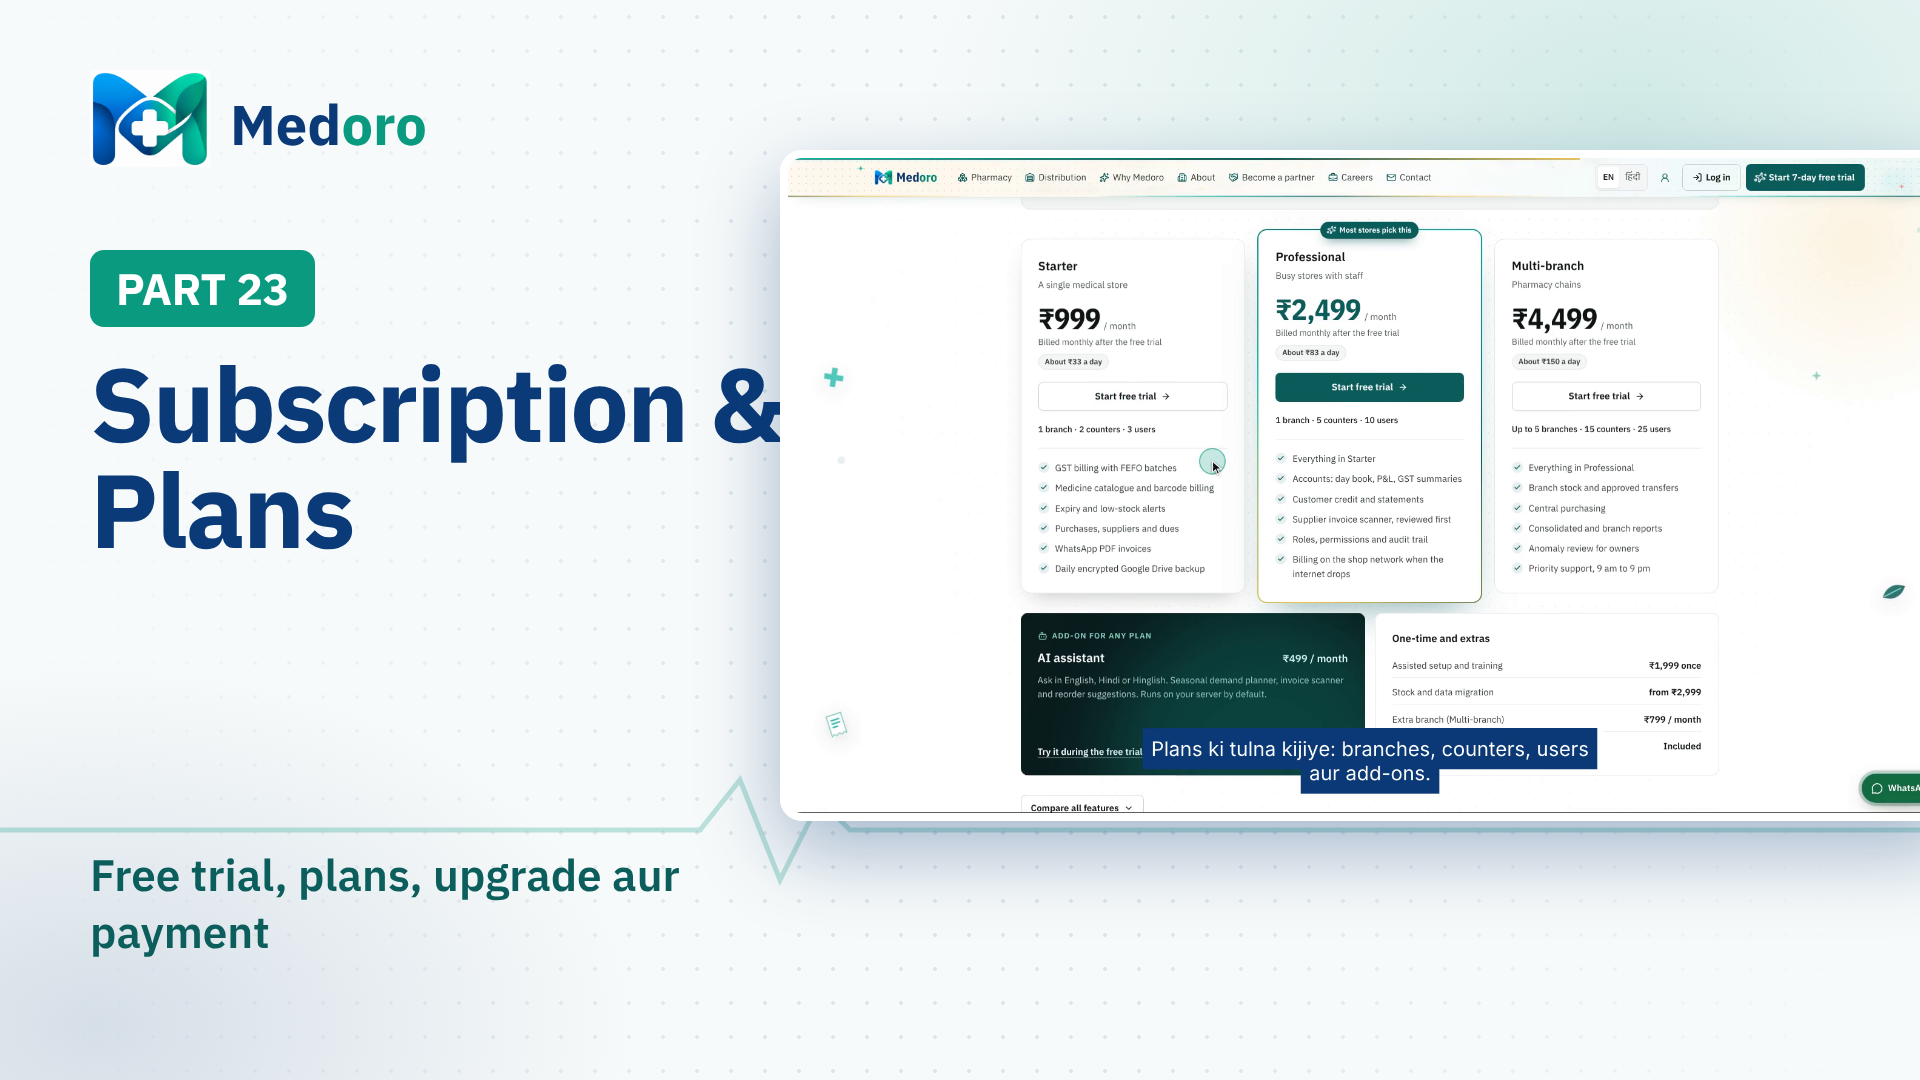 Medoro
PART 23
Subscription &
Plans
Free trial, plans, upgrade aur
payment
Medoro
Pharmacy
Distribution
Why Medoro
About
Become a partner
Careers
Contact
EN
हिंदी
Log in
Start 7-day free trial
Starter
A single medical store
₹999 / month
Billed monthly after the free trial
About ₹33 a day
Start free trial →
1 branch · 2 counters · 3 users
GST billing with FEFO batches
Medicine catalogue and barcode billing
Expiry and low-stock alerts
Purchases, suppliers and dues
WhatsApp PDF invoices
Daily encrypted Google Drive backup
Most stores pick this
Professional
Busy stores with staff
₹2,499 / month
Billed monthly after the free trial
About ₹83 a day
Start free trial →
1 branch · 5 counters · 10 users
Everything in Starter
Accounts: day book, P&L, GST summaries
Customer credit and statements
Supplier invoice scanner, reviewed first
Roles, permissions and audit trail
Billing on the shop network when the
internet drops
Multi-branch
Pharmacy chains
₹4,499 / month
Billed monthly after the free trial
About ₹150 a day
Start free trial →
Up to 5 branches · 15 counters · 25 users
Everything in Professional
Branch stock and approved transfers
Central purchasing
Consolidated and branch reports
Anomaly review for owners
Priority support, 9 am to 9 pm
ADD-ON FOR ANY PLAN
AI assistant
₹499 / month
Ask in English, Hindi or Hinglish. Seasonal demand planner, invoice scanner
and reorder suggestions. Runs on your server by default.
Try it during the free trial
One-time and extras
Assisted setup and training ₹1,999 once
Stock and data migration from ₹2,999
Extra branch (Multi-branch) ₹799 / month
Included
Plans ki tulna kijiye: branches, counters, users
aur add-ons.
Compare all features
WhatsA